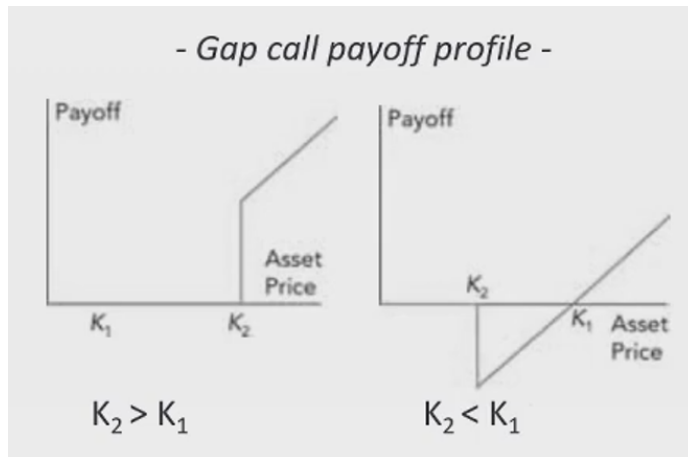 - Gap call payoff profile -
Payoff
Asset
Price
K₁
K₂
K₂ > K₁
Payoff
K₂
K₁
Asset
Price
K₂ < K₁